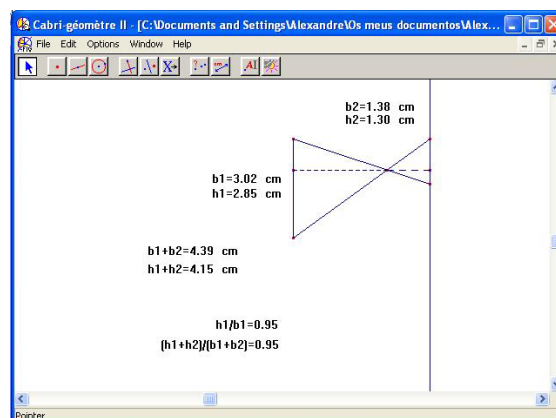 Cabri-géomètre II - [C:\Documents and Settings\Alexandre\Os meus documentos\Alex...
File Edit Options Window Help
b2=1.38 cm
h2=1.30 cm
b1=3.02 cm
h1=2.85 cm
b1+b2=4.39 cm
h1+h2=4.15 cm
h1/b1=0.95
(h1+h2)/(b1+b2)=0.95
Pointer